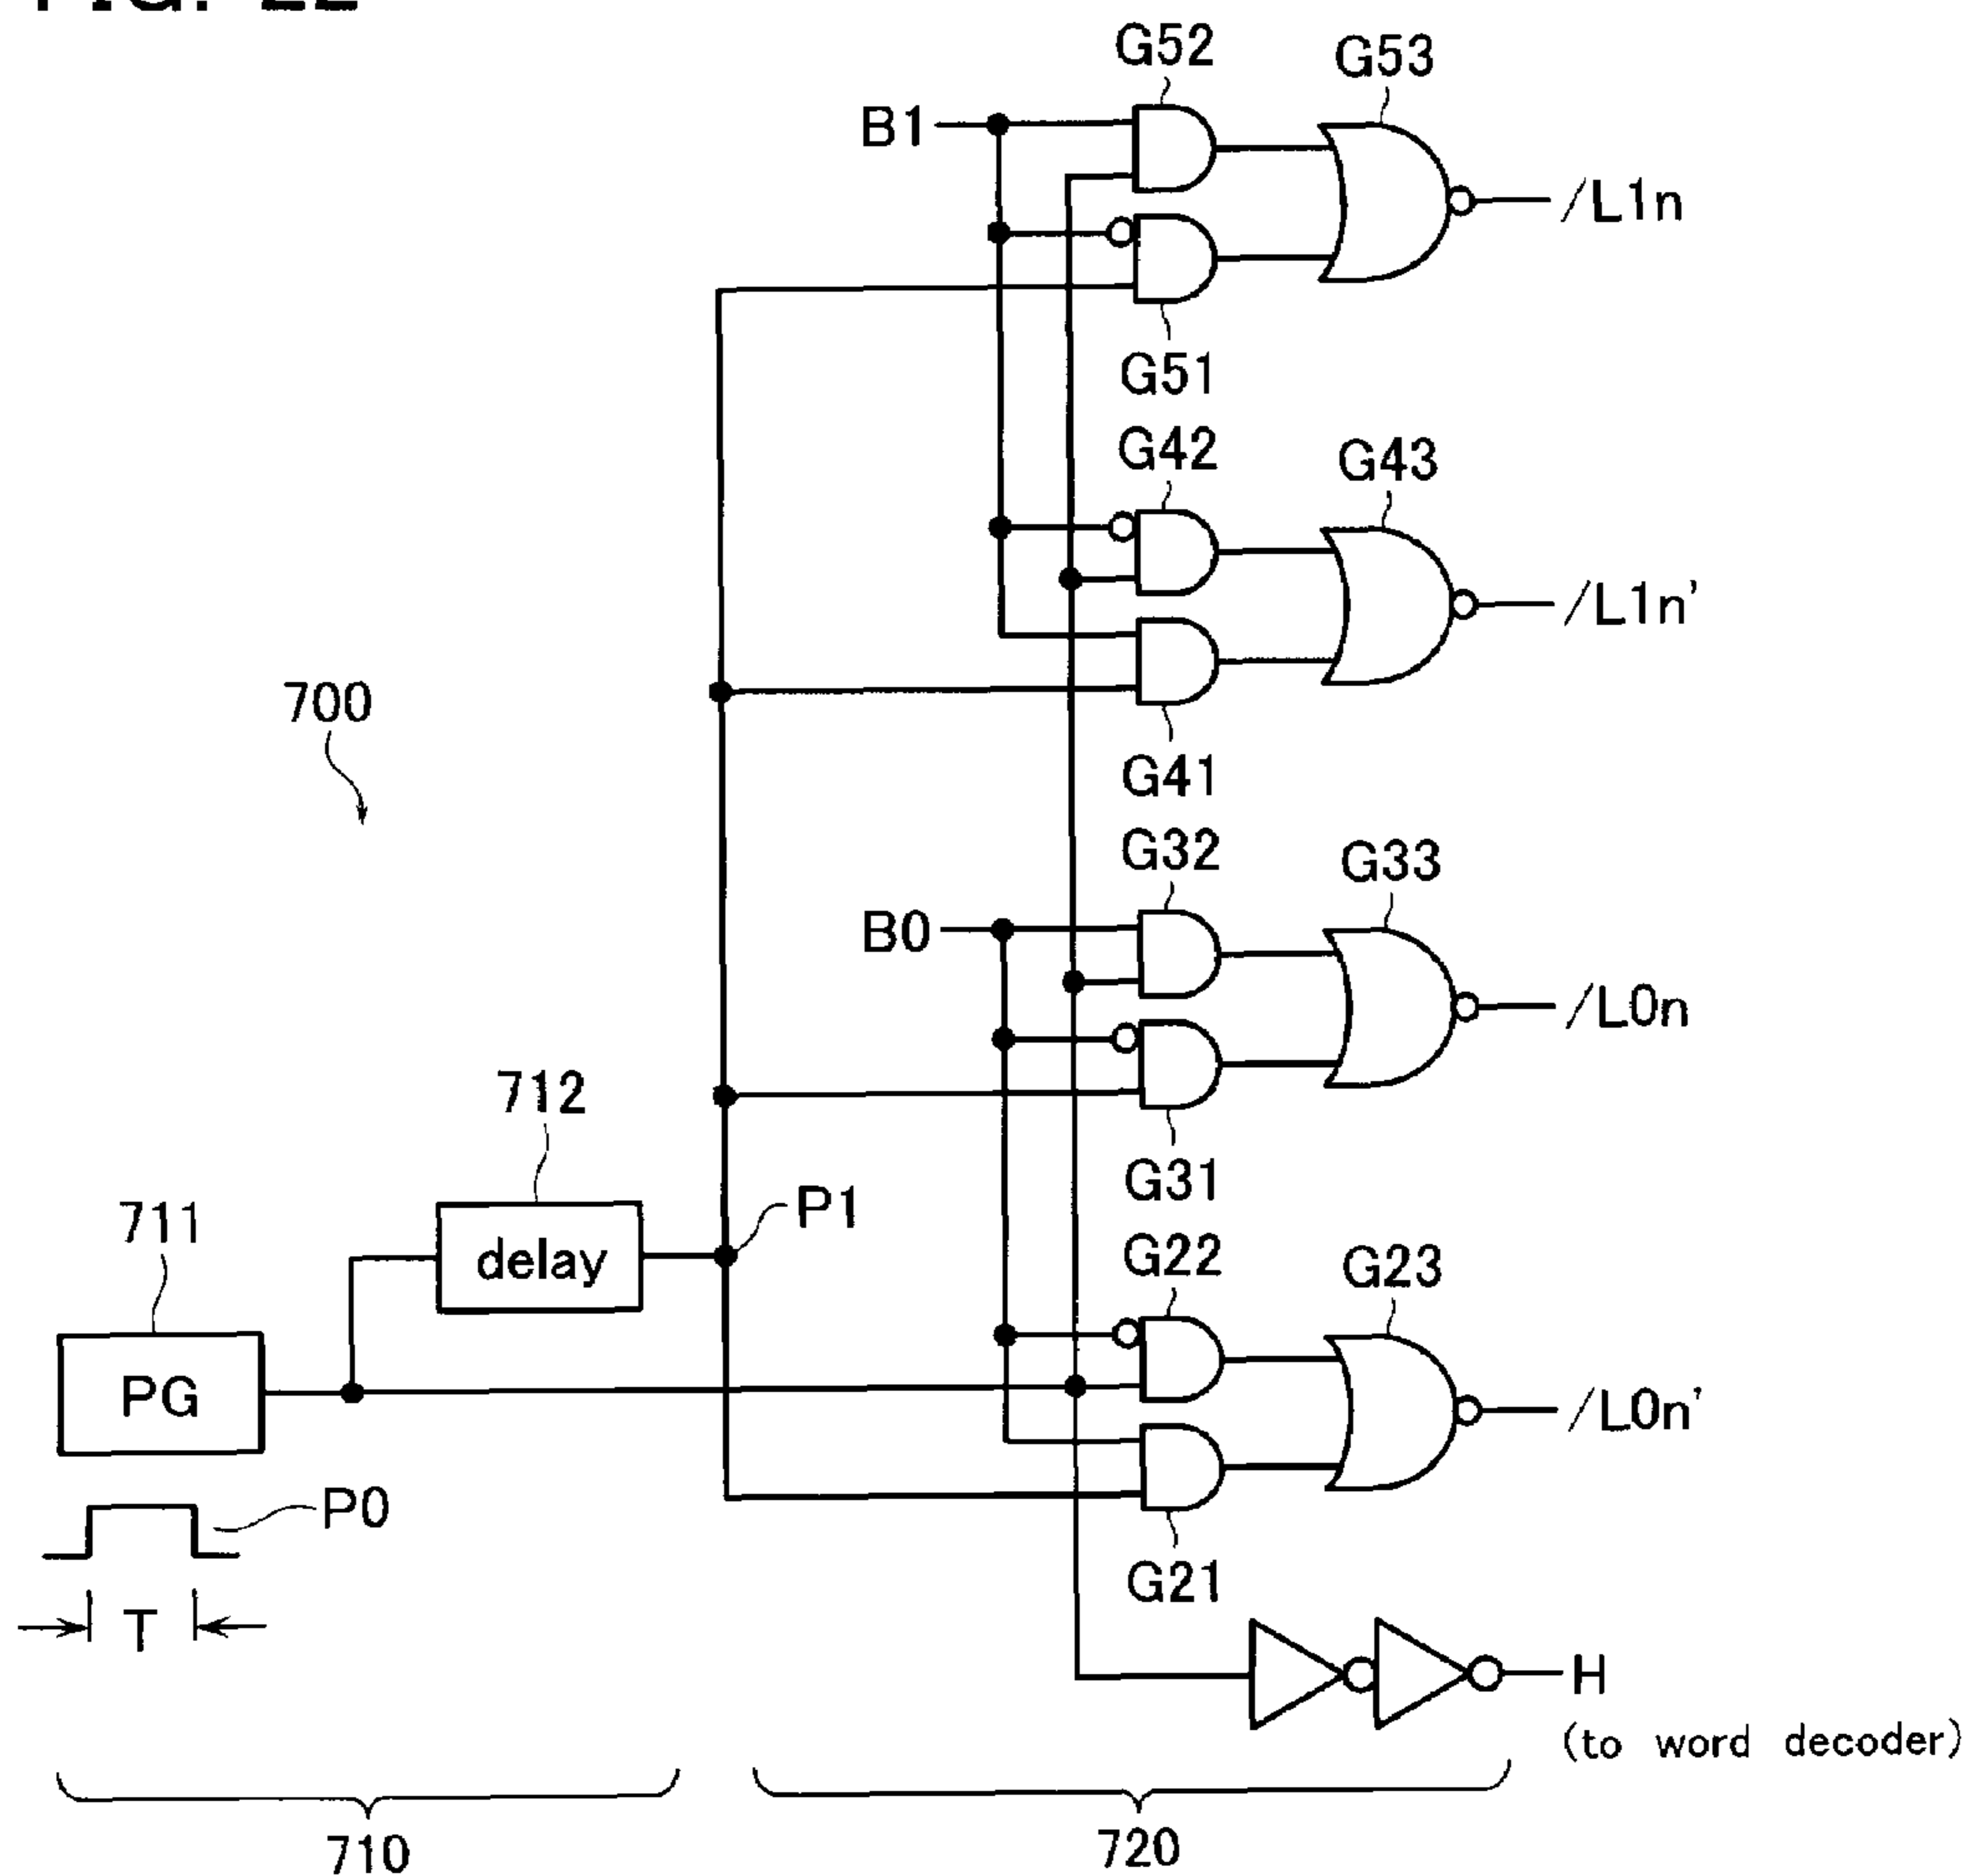 G52
G53
B1
/L1n
G51
G42
G43
/L1n'
700
G41
G32
G33
B0
/L0n
712
G31
711
P1
delay
G22
G23
PG
/L0n'
P0
G21
T
H
(to word decoder)
710
720